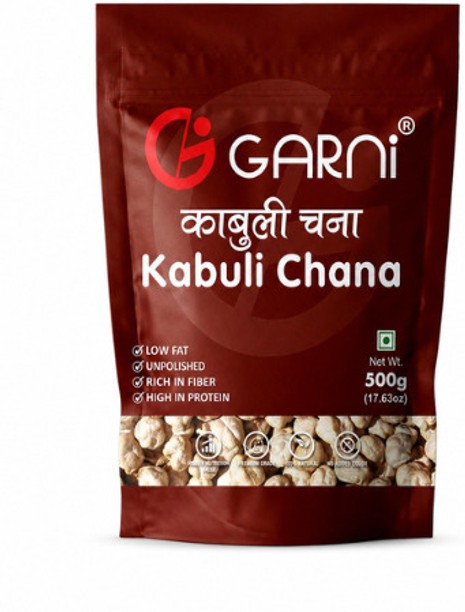 GARNi®
काबुली चना
Kabuli Chana
LOW FAT
UNPOLISHED
RICH IN FIBER
HIGH IN PROTEIN
Net Wt.
500g
(17.63oz)